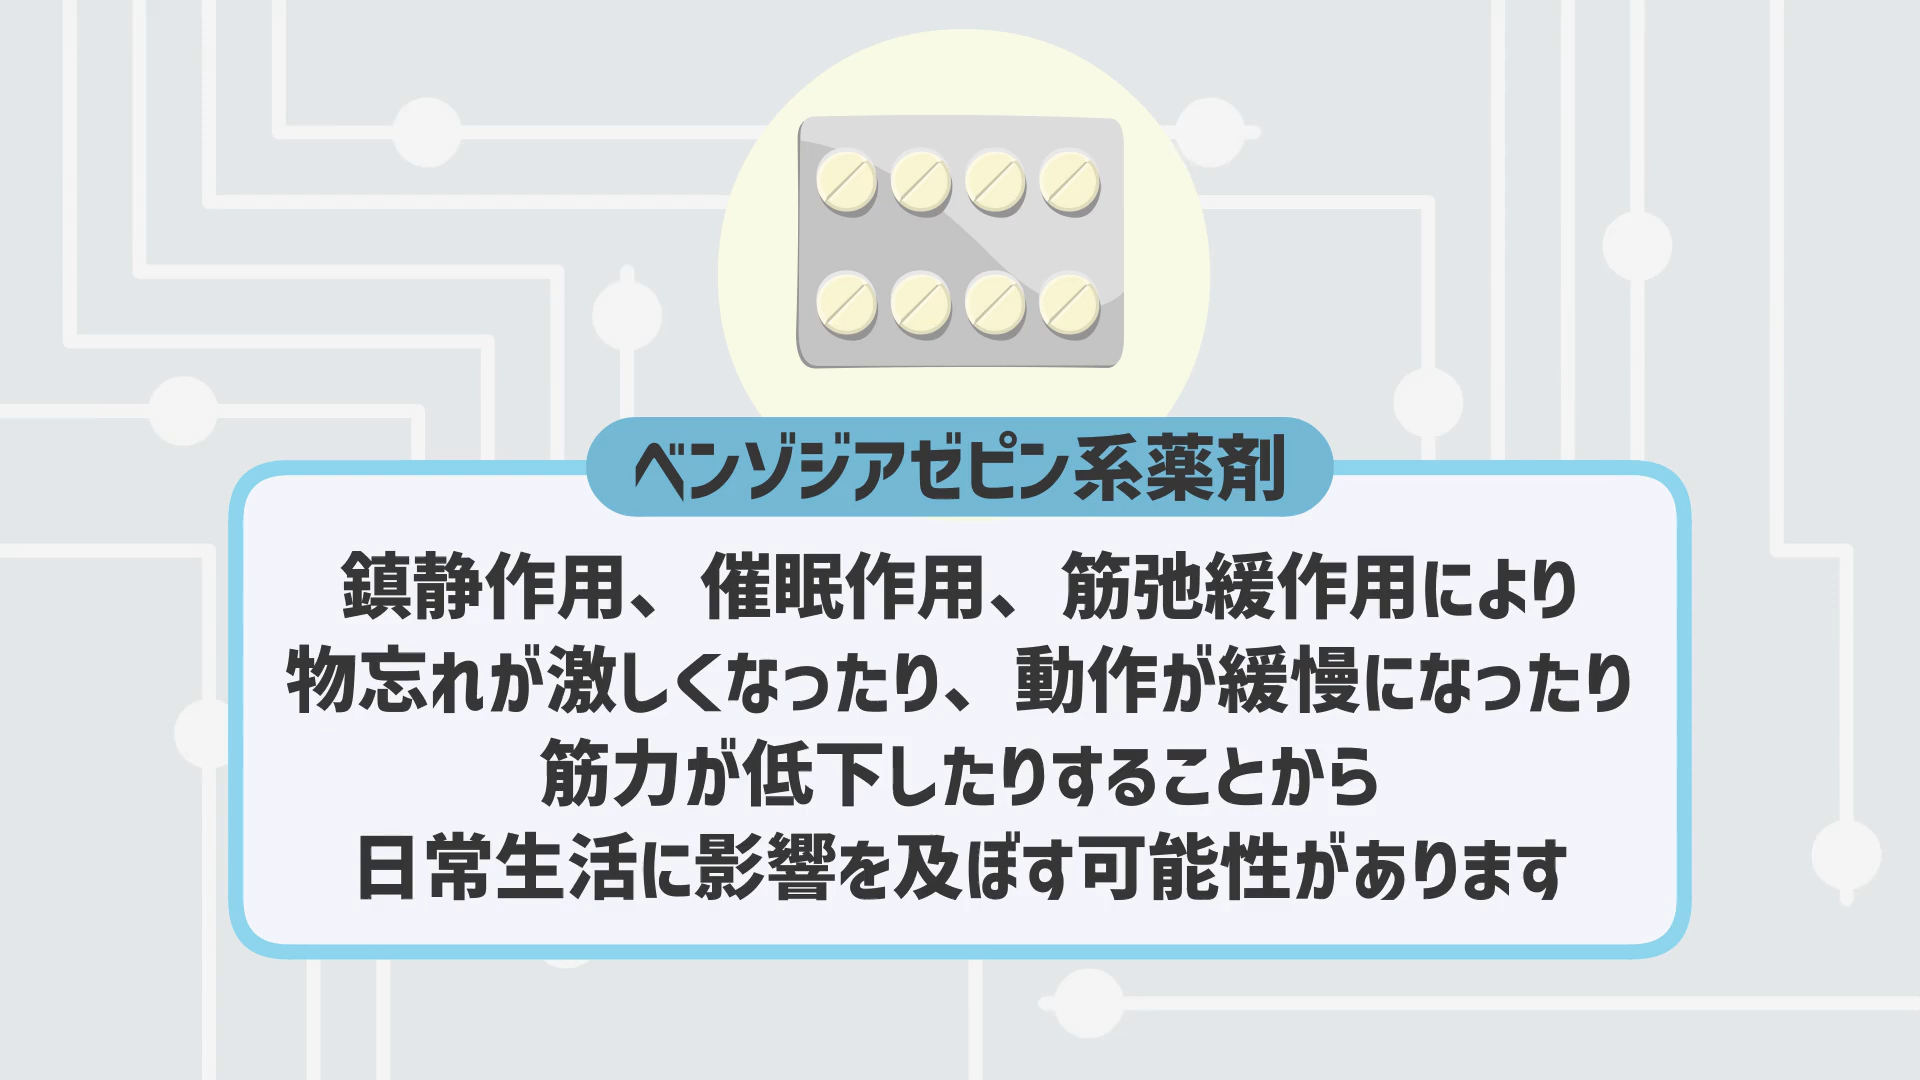 ベンゾジアゼピン系薬剤
鎮静作用、催眠作用、筋弛緩作用により
物忘れが激しくなったり、動作が緩慢になったり
筋力が低下したりすることから
日常生活に影響を及ぼす可能性があります